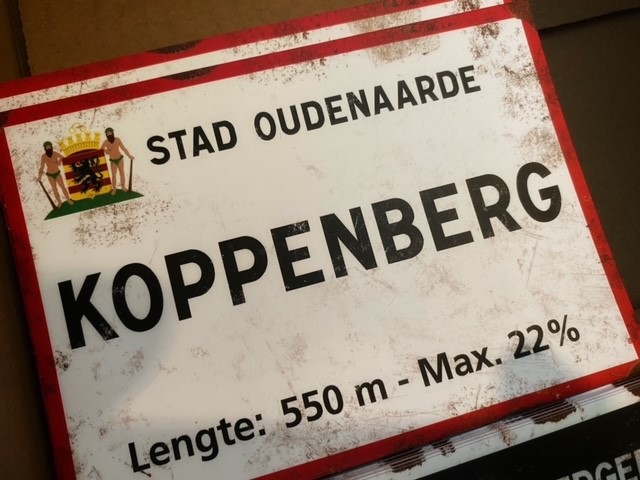 STAD OUDENAARDE
KOPPENBERG
Lengte: 550 m - Max. 22%